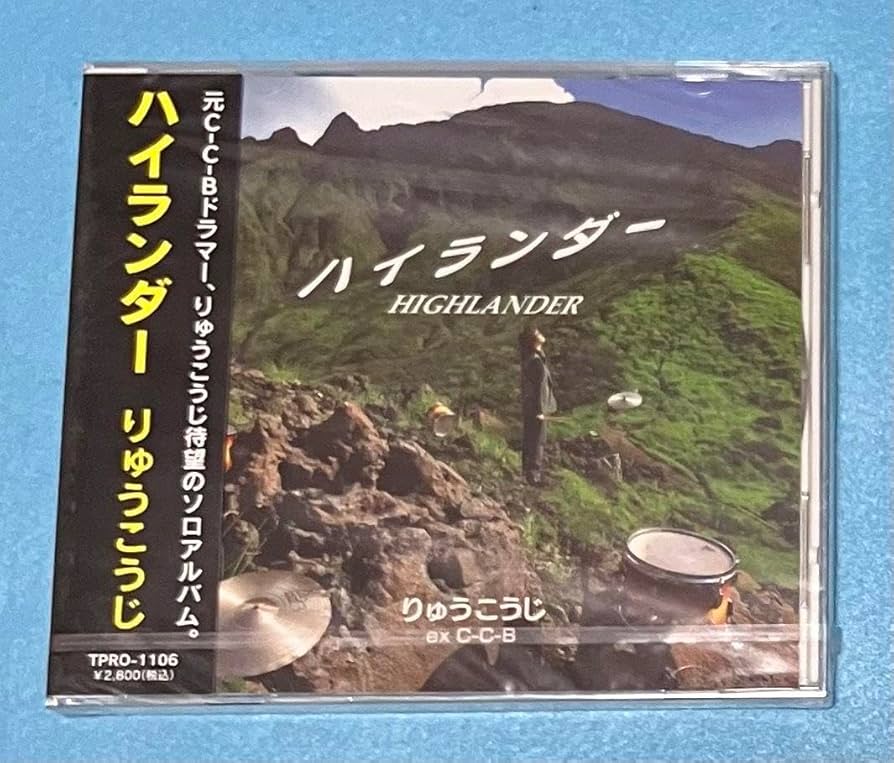 元C-C-Bドラマー、りゅうこうじ待望のソロアルバム。
ハイランダー りゅうこうじ
TPRO-1106
¥2,800(税込)
ハイランダー
HIGHLANDER
りゅうこうじ
ex C-C-B